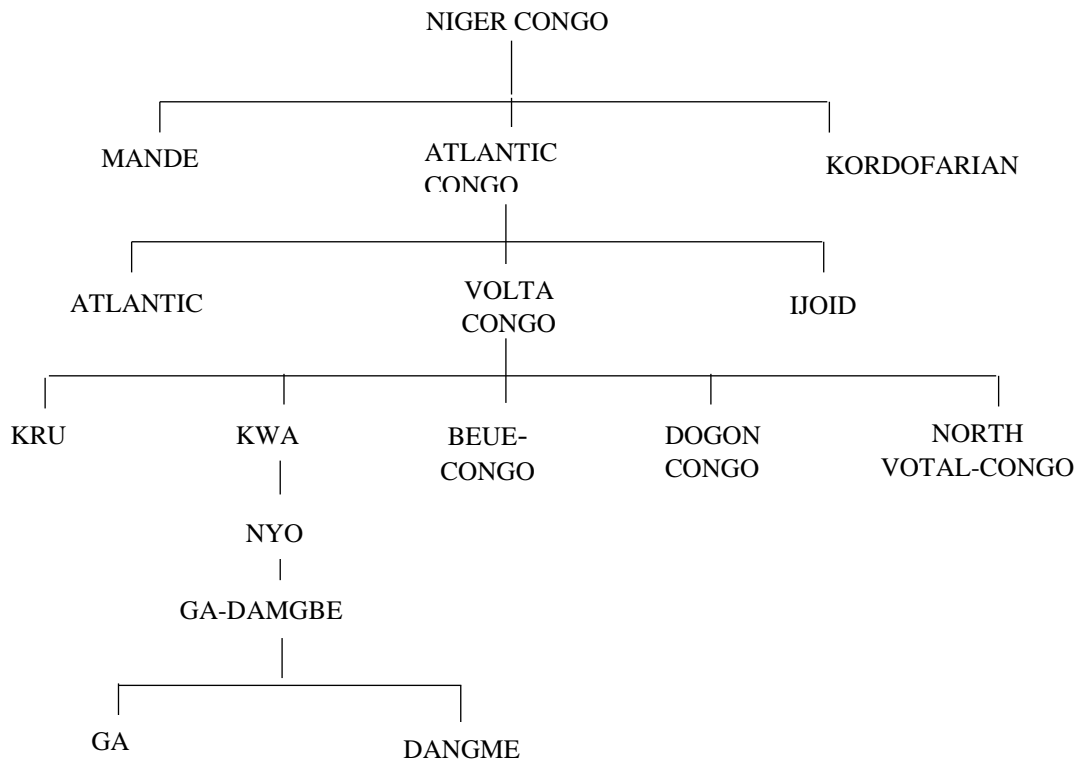 NIGER CONGO
MANDE
ATLANTIC
CONGO
KORDOFARIAN
ATLANTIC
VOLTA
CONGO
IJOID
KRU
KWA
BEUE-
CONGO
DOGON
CONGO
NORTH
VOTAL-CONGO
NYO
GA-DAMGBE
GA
DANGME